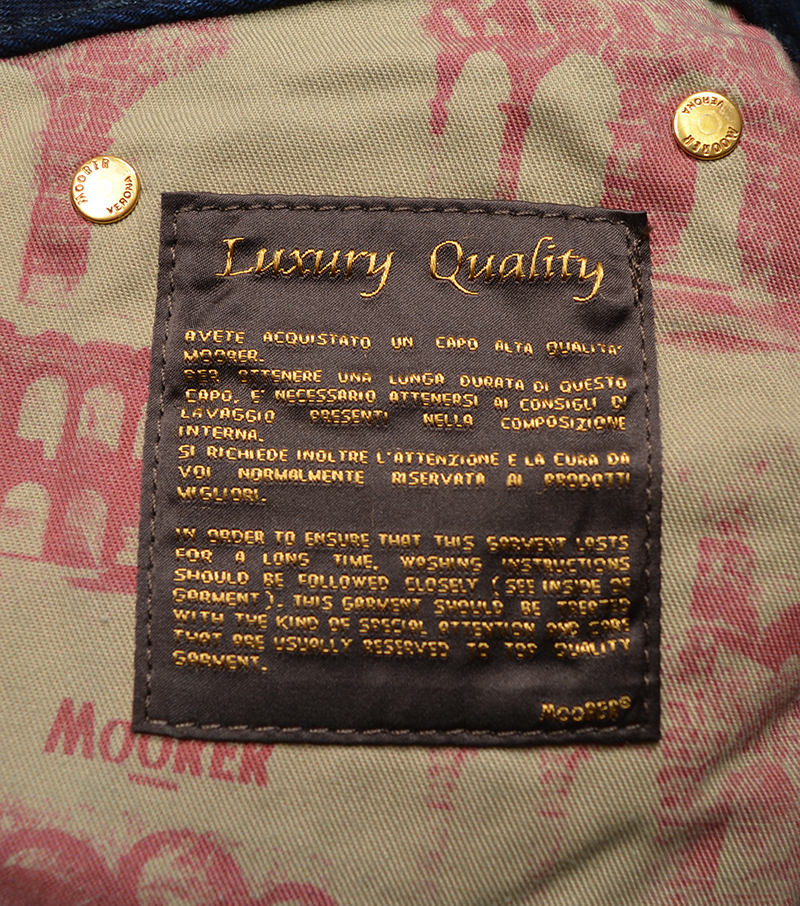 MOORER
VERONA
MOORER
VERONA
Luxury Quality
AVETE ACQUISTATO UN CAPO ALTA QUALITA'
MOORER.
PER OTTENERE UNA LUNGA DURATA DI QUESTO
CAPO, E' NECESSARIO ATTENERSI AI CONSIGLI DI
LAVAGGIO PRESENTI NELLA COMPOSIZIONE
INTERNA.
SI RICHIEDE INOLTRE L'ATTENZIONE E LA CURA DA
VOI NORMALMENTE RISERVATA AI PRODOTTI
MIGLIORI.
IN ORDER TO ENSURE THAT THIS GARMENT LASTS
FOR A LONG TIME, WASHING INSTRUCTIONS
SHOULD BE FOLLOWED CLOSELY (SEE INSIDE OF
GARMENT). THIS GARMENT SHOULD BE TREATED
WITH THE KIND OF SPECIAL ATTENTION AND CARE
THAT ARE USUALLY RESERVED TO TOP QUALITY
GARMENT.
MOORER®
MOORER